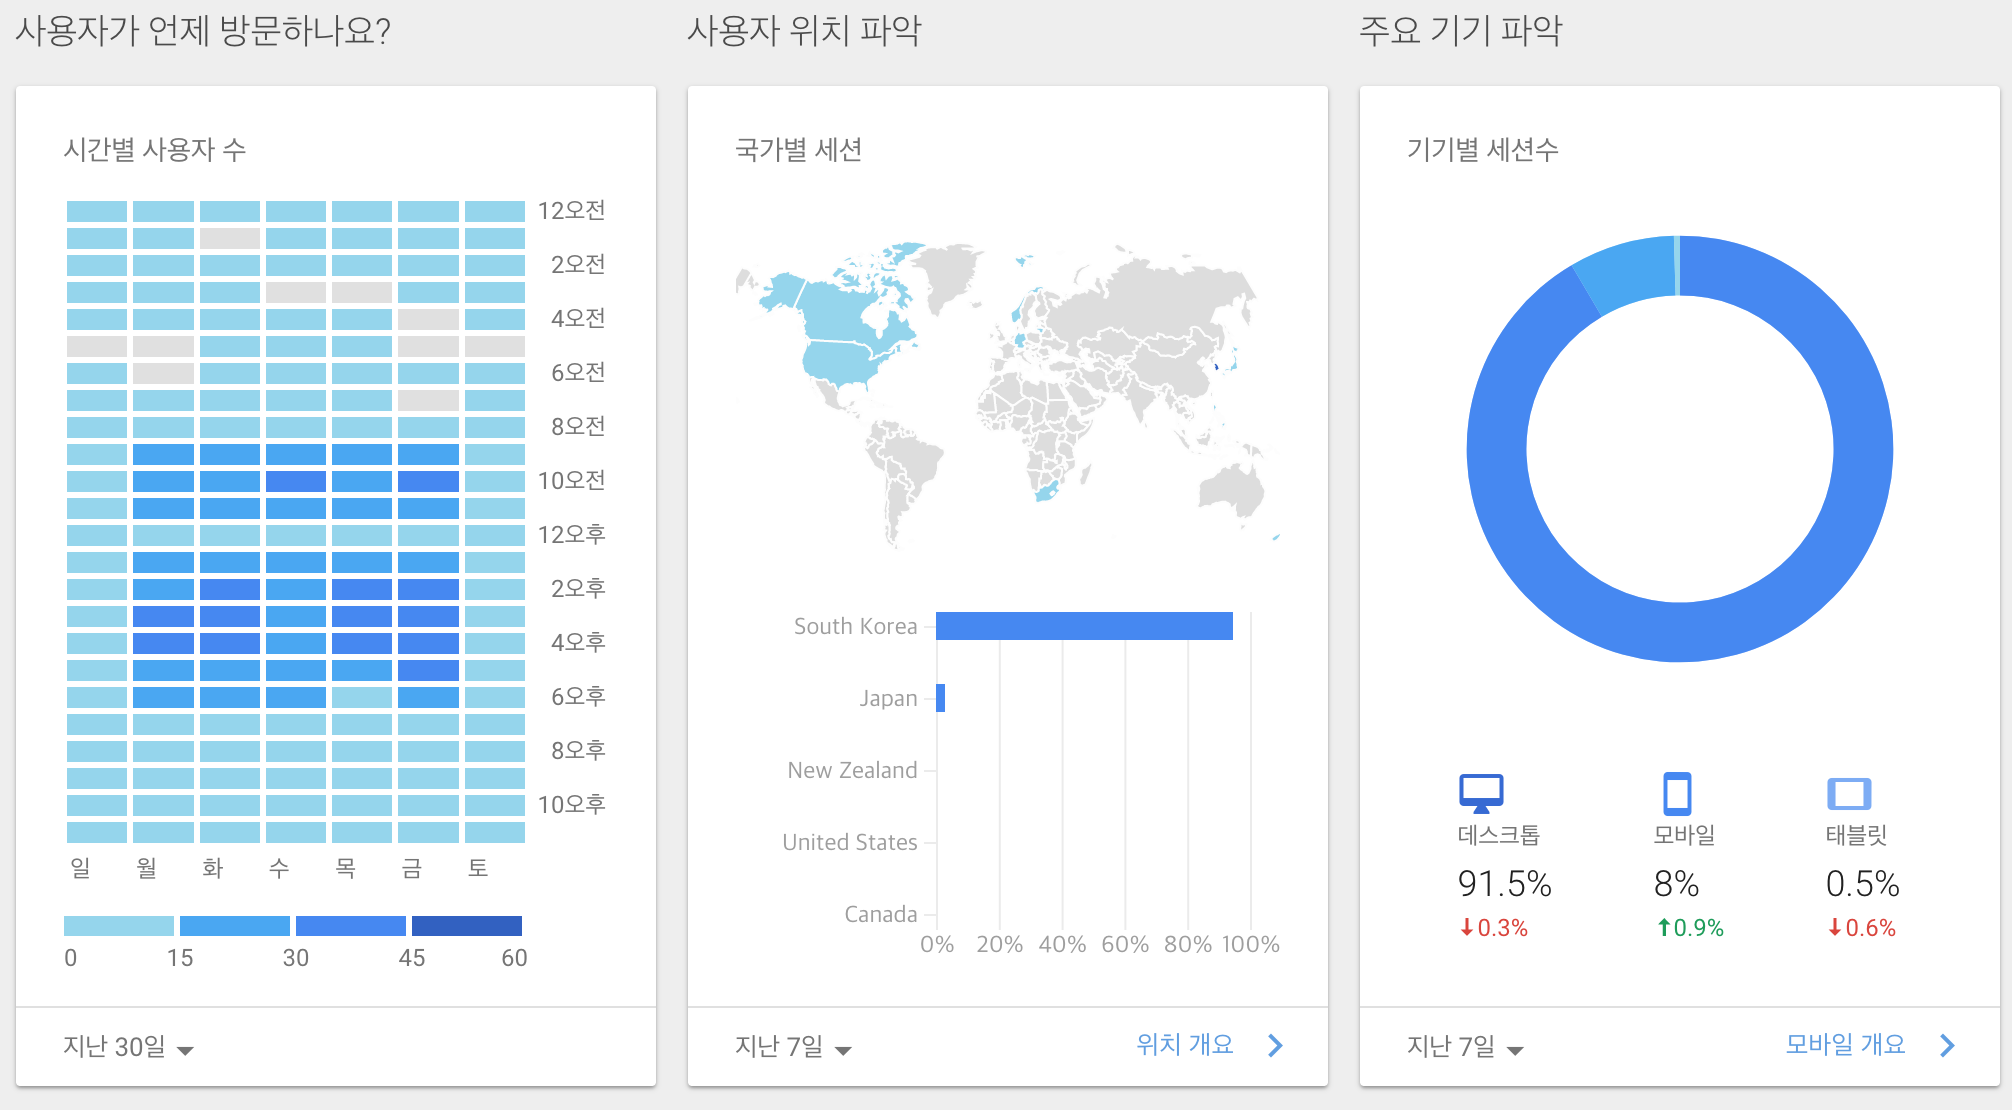 사용자가 언제 방문하나요?
시간별 사용자 수
12오전
2오전
4오전
6오전
8오전
10오전
12오후
2오후
4오후
6오후
8오후
10오후
일 월 화 수 목 금 토
0 15 30 45 60
지난 30일
사용자 위치 파악
국가별 세션
South Korea
Japan
New Zealand
United States
Canada
0% 20% 40% 60% 80% 100%
지난 7일 위치 개요
주요 기기 파악
기기별 세션수
데스크톱 모바일 태블릿
91.5% 8% 0.5%
0.3% 0.9% 0.6%
지난 7일 모바일 개요